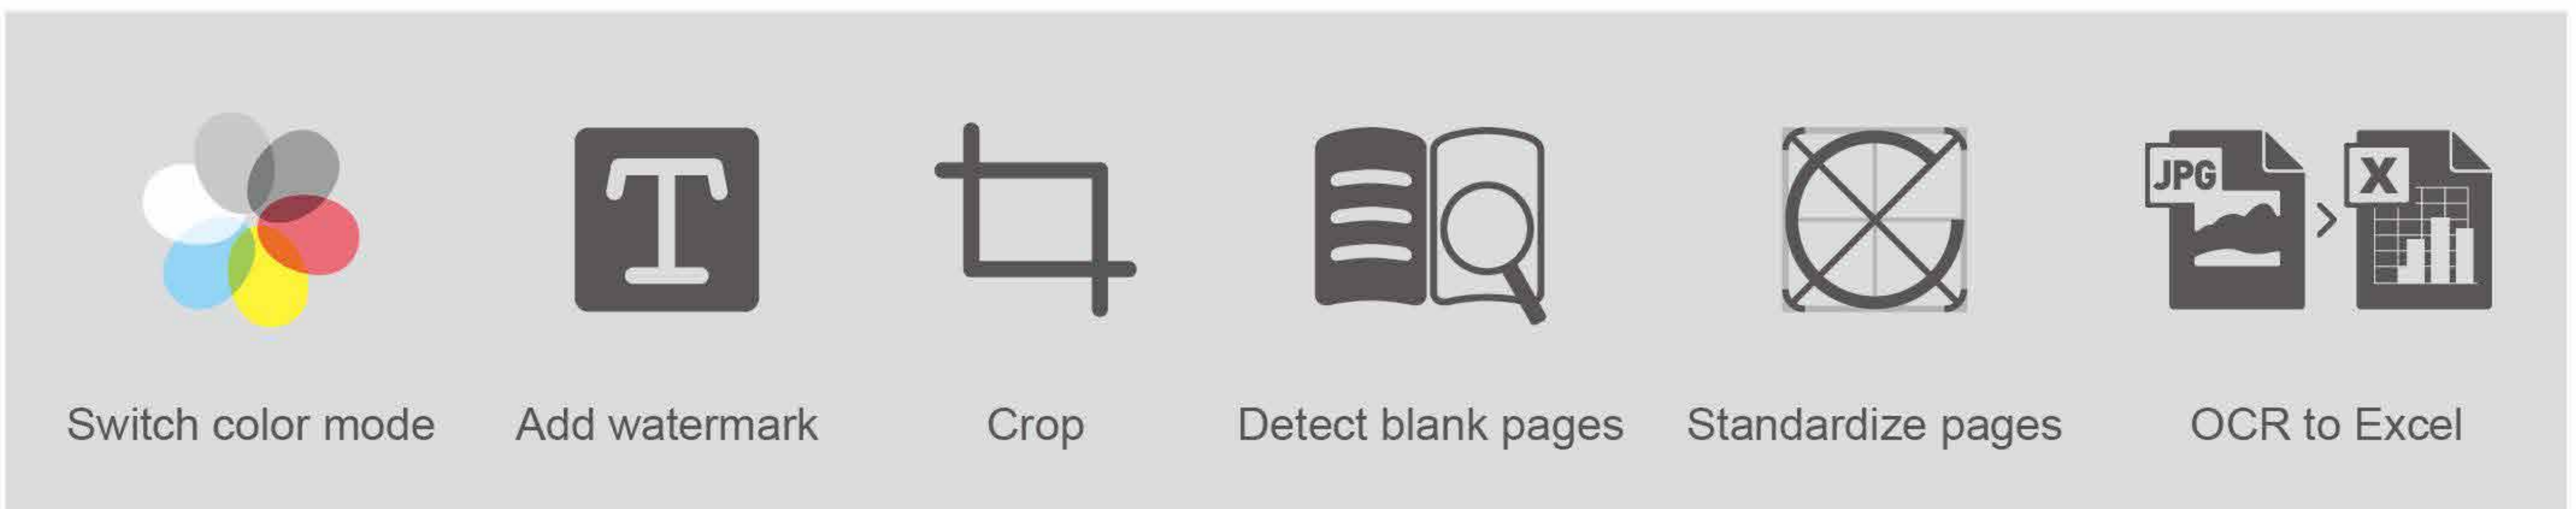 T
JPG
X
Switch color mode
Add watermark
Crop
Detect blank pages
Standardize pages
OCR to Excel